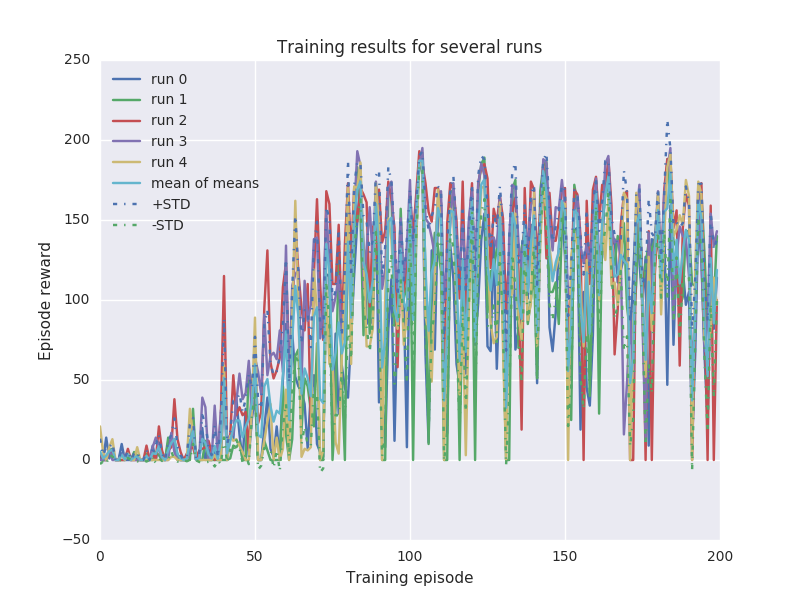 Training results for several runs
250
200
150
100
50
0
−50
run 0
run 1
run 2
run 3
run 4
mean of means
+STD
-STD
Episode reward
0
50
100
150
200
Training episode